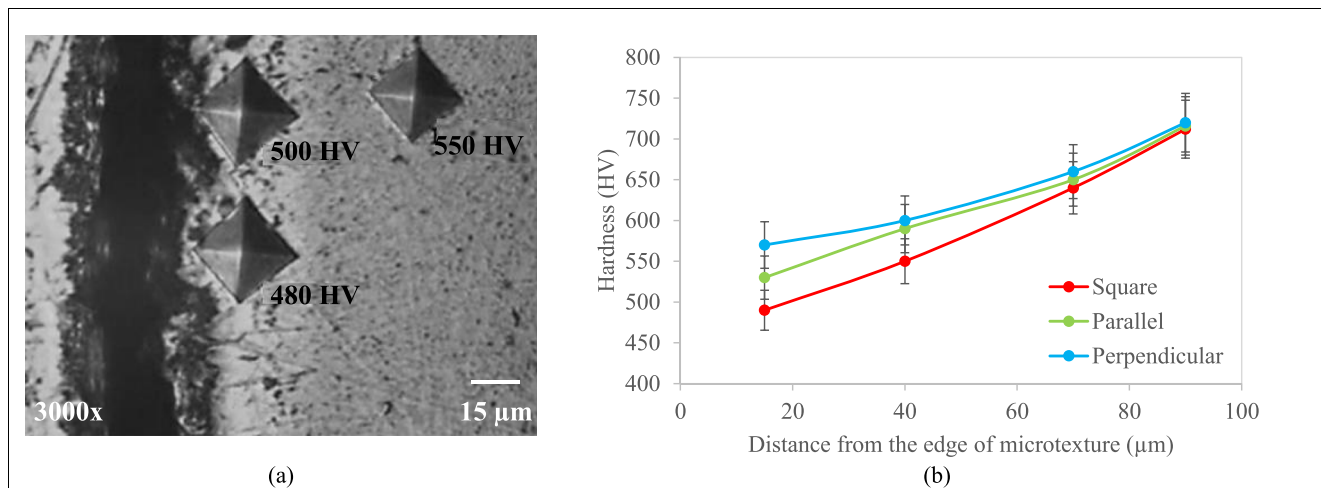 500 HV
550 HV
480 HV
3000x
15 µm
(a)
800
750
700
650
600
550
500
450
400
Hardness (HV)
0
20
40
60
80
100
Distance from the edge of microtexture (µm)
Square
Parallel
Perpendicular
(b)